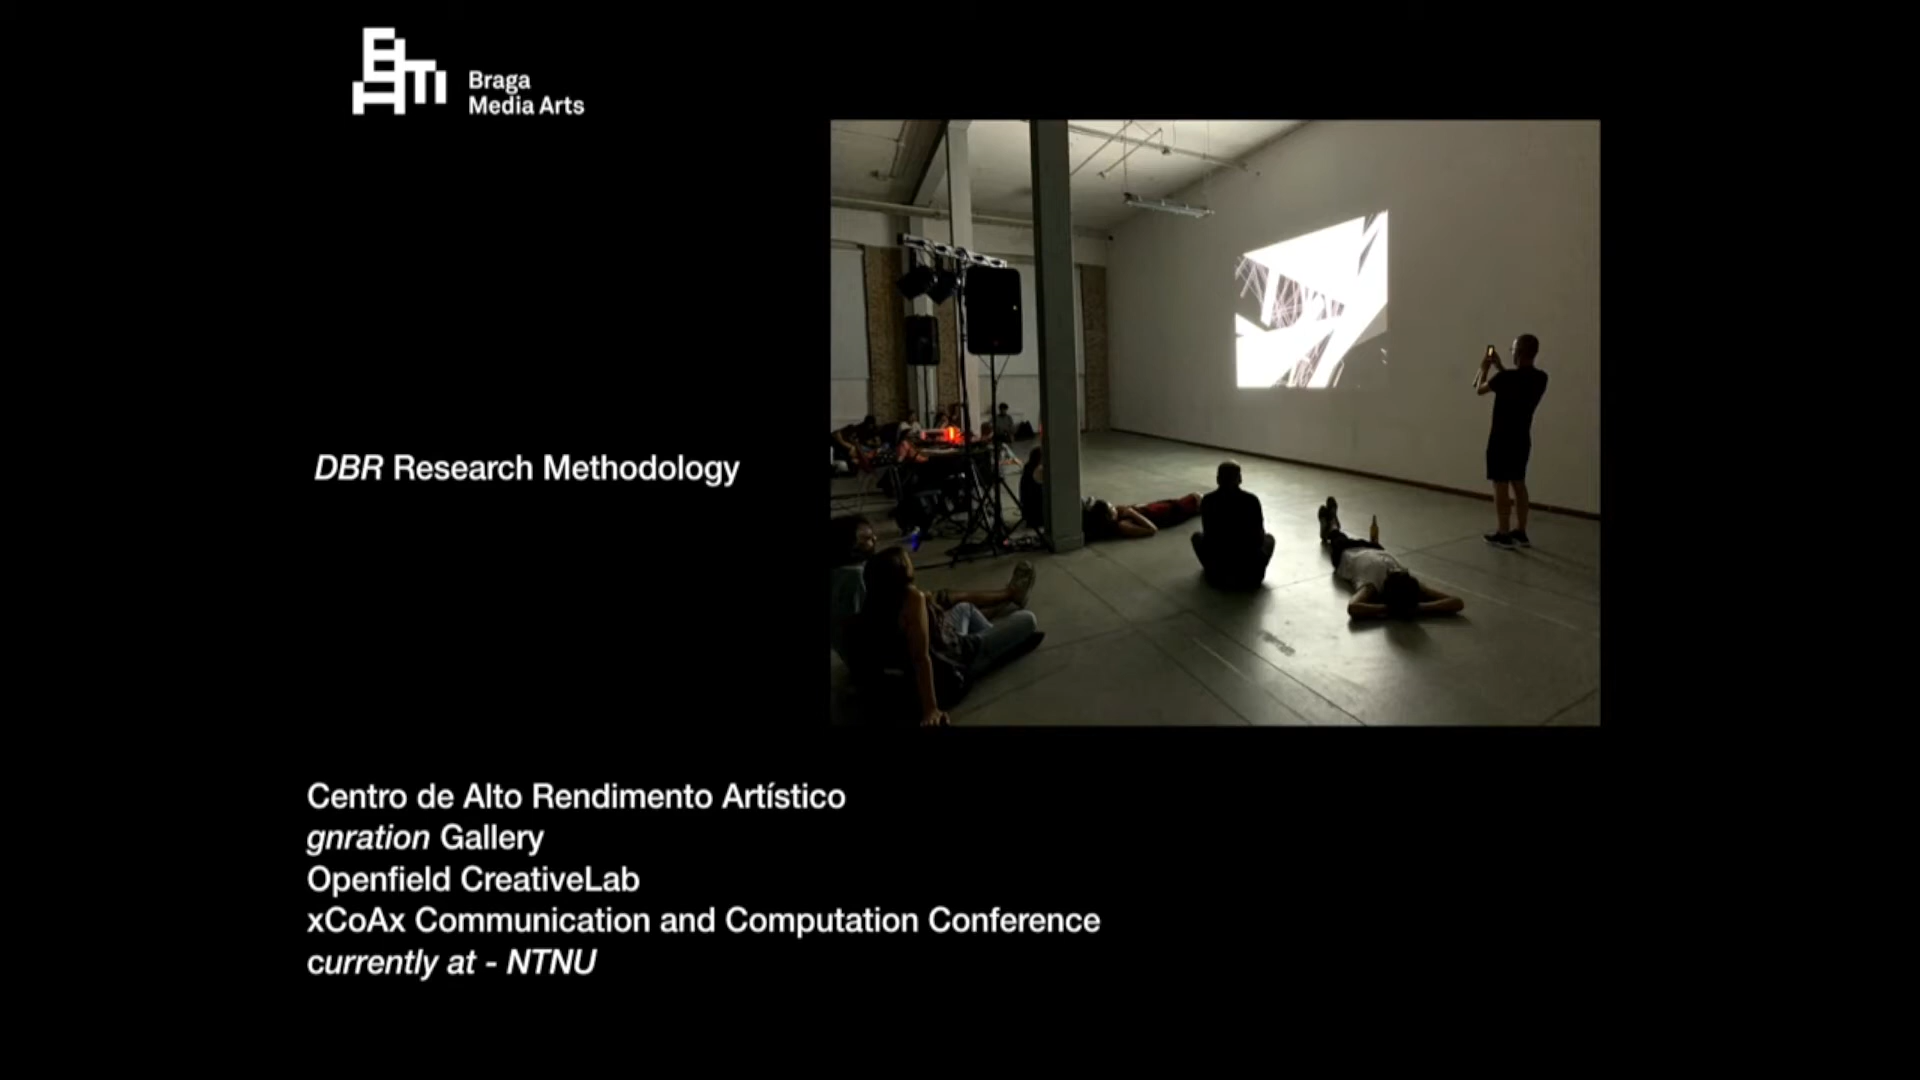 Braga
Media Arts
DBR Research Methodology
Centro de Alto Rendimento Artístico
gnration Gallery
Openfield CreativeLab
xCoAx Communication and Computation Conference
currently at - NTNU